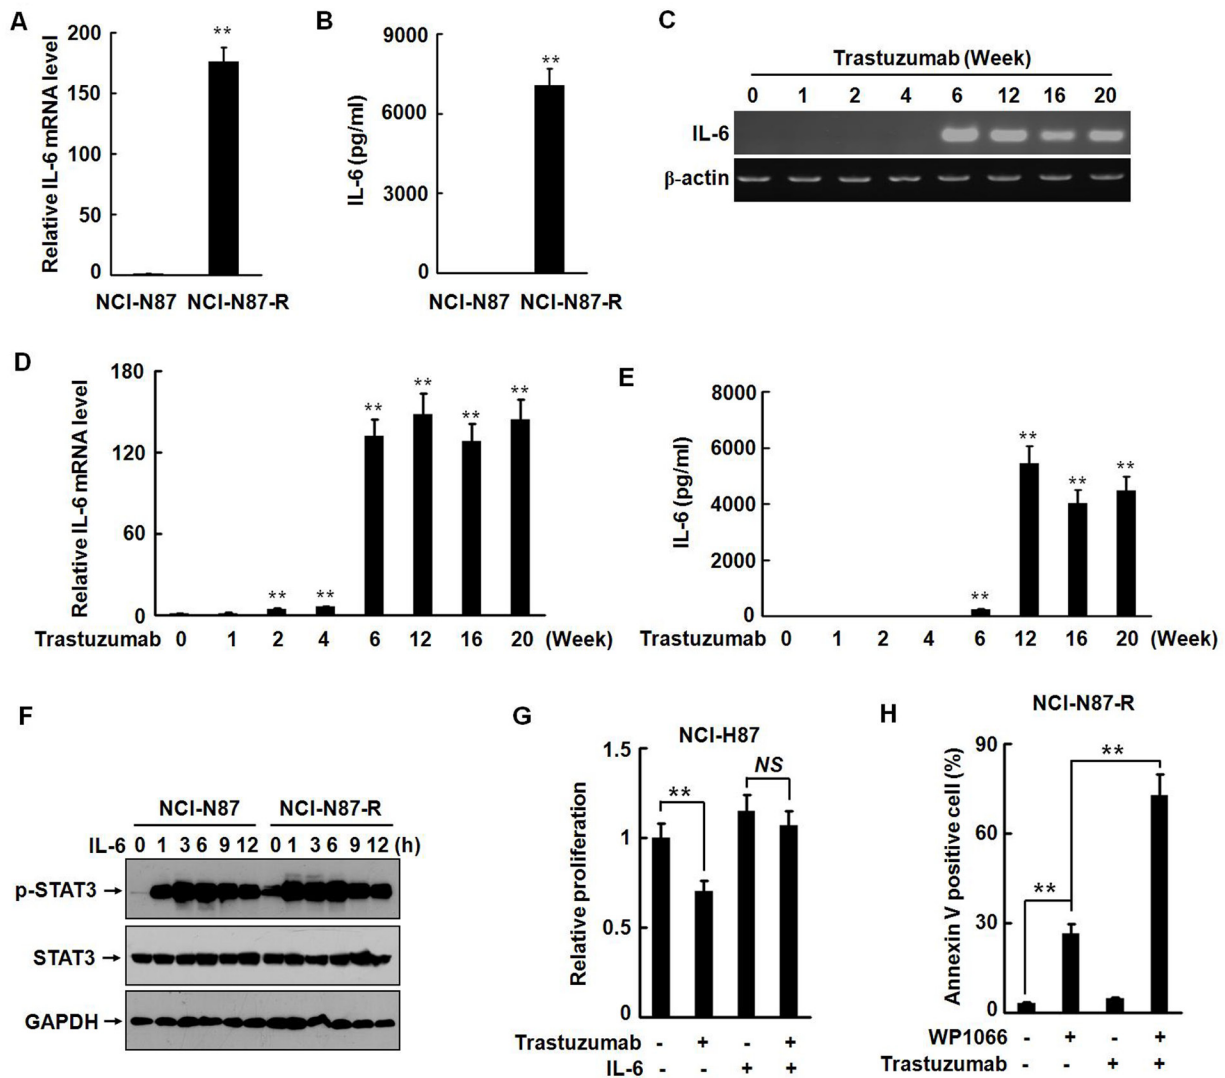 A
Relative IL-6 mRNA level
200
150
100
50
0
**
NCI-N87 NCI-N87-R
B
IL-6 (pg/ml)
9000
6000
3000
0
**
NCI-N87 NCI-N87-R
C
Trastuzumab (Week)
0 1 2 4 6 12 16 20
IL-6
β-actin
D
Relative IL-6 mRNA level
180
120
60
0
** ** ** ** ** **
Trastuzumab 0 1 2 4 6 12 16 20 (Week)
E
IL-6 (pg/ml)
8000
6000
4000
2000
0
** ** ** **
Trastuzumab 0 1 2 4 6 12 16 20 (Week)
F
NCI-N87 NCI-N87-R
IL-6 0 1 3 6 9 12 0 1 3 6 9 12 (h)
p-STAT3
STAT3
GAPDH
G
NCI-H87
Relative proliferation
1.5
1
0.5
0
** NS
Trastuzumab - + - +
IL-6 - - + +
H
NCI-N87-R
Annexin V positive cell (%)
90
60
30
0
** **
WP1066 - + - +
Trastuzumab - - + +